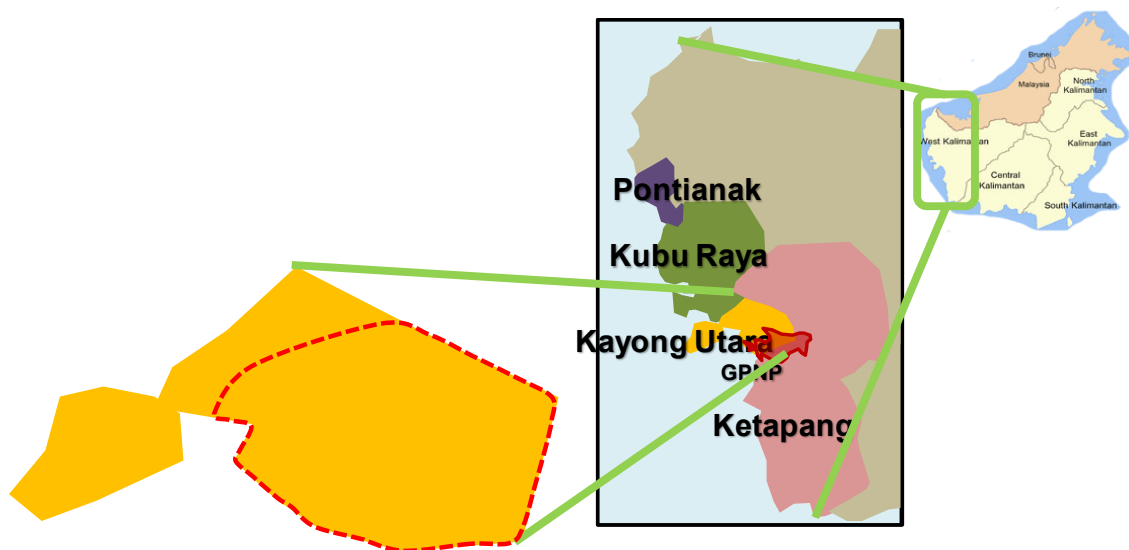 Pontianak
Kubu Raya
Kayong Utara
GPNP
Ketapang
Brunei
Malaysia
North
Kalimantan
West Kalimantan
East
Kalimantan
Central
Kalimantan
South Kalimantan